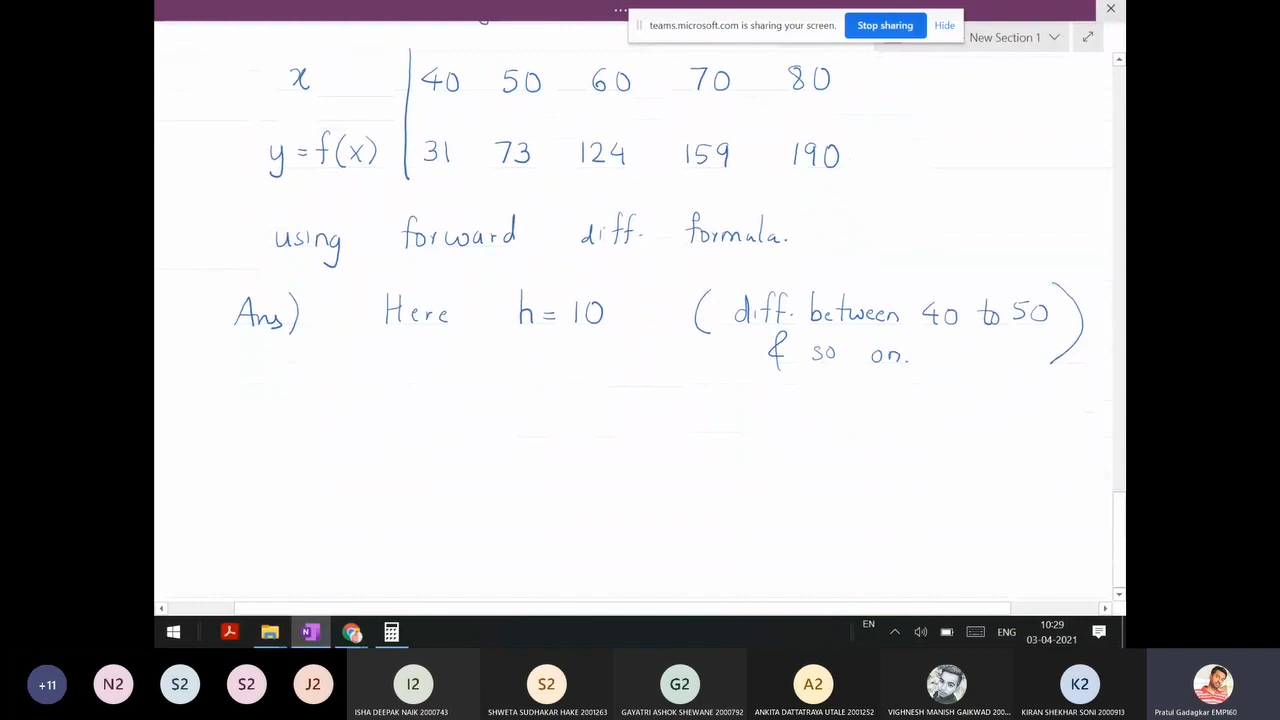 teams.microsoft.com is sharing your screen. Stop sharing Hide
New Section 1
x 40 50 60 70 80
y = f(x) 31 73 124 159 190
using forward diff. formula.
Ans) Here h = 10 ( diff. between 40 to 50
& so on. )
EN
ENG
10:29
03-04-2021
+11 N2 S2 S2 J2 I2 S2 G2 A2 K2
ISHA DEEPAK NAIK 2000743 SHWETA SUDHAKAR HAKE 2001263 GAYATRI ASHOK SHEWANE 2000792 ANKITA DATTATRAYA UTALE 2001252 VIGHNESH MANISH GAIKWAD 200... KIRAN SHEKHAR SONI 2000913 Pratul Gadagkar EMP160